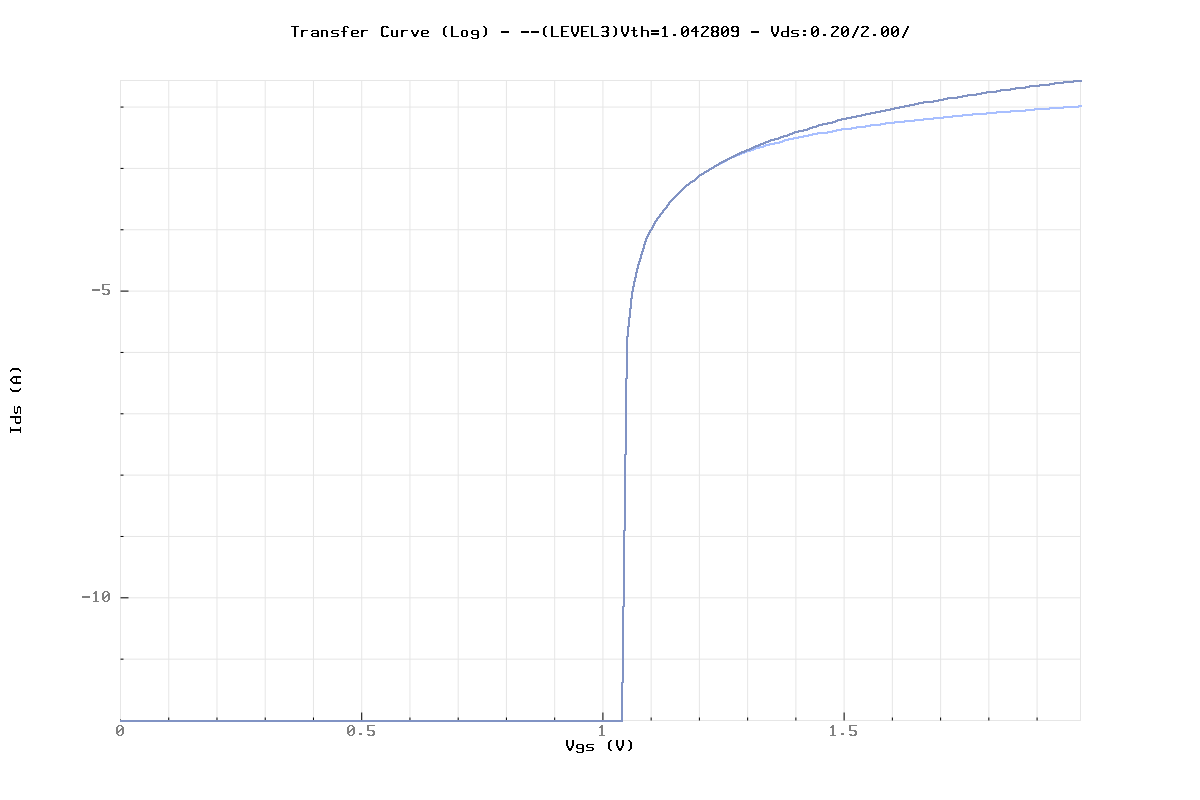 Transfer Curve (Log) - --(LEVEL3)Vth=1.042809 - Vds:0.20/2.00/
-5
Ids (A)
-10
0 0.5 1 1.5
Vgs (V)